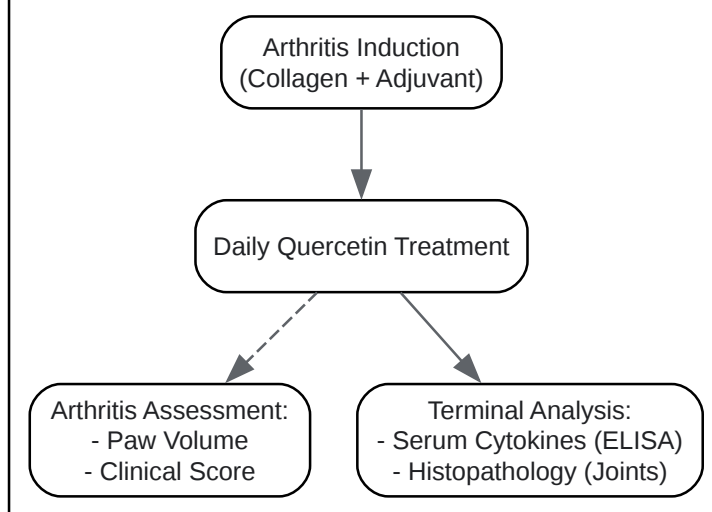 Arthritis Induction
(Collagen + Adjuvant)
Daily Quercetin Treatment
Arthritis Assessment:
- Paw Volume
- Clinical Score
Terminal Analysis:
- Serum Cytokines (ELISA)
- Histopathology (Joints)